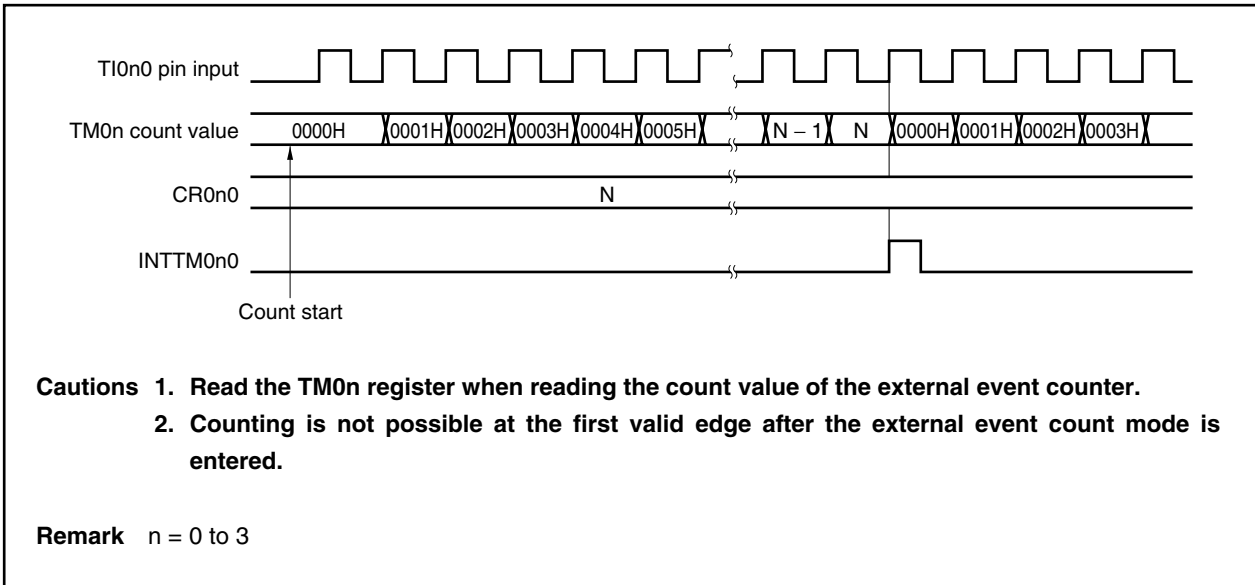 TI0n0 pin input
TM0n count value 0000H 0001H 0002H 0003H 0004H 0005H N – 1 N 0000H 0001H 0002H 0003H
CR0n0 N
INTTM0n0
Count start
Cautions 1. Read the TM0n register when reading the count value of the external event counter.
2. Counting is not possible at the first valid edge after the external event count mode is
entered.
Remark n = 0 to 3